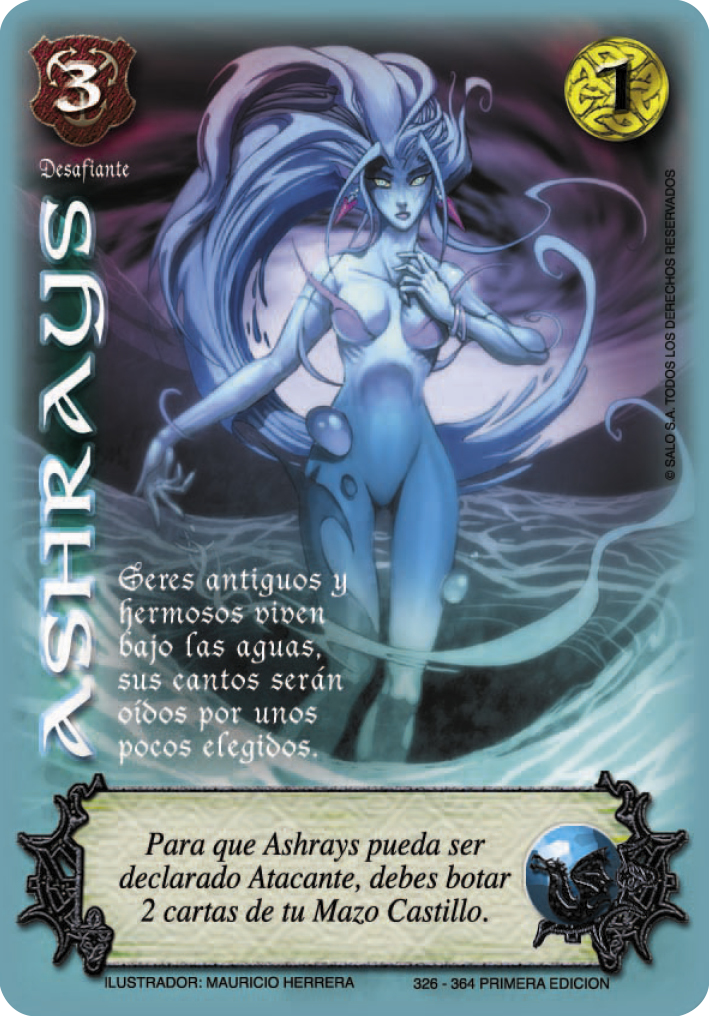 3
1
Desafiante
ASHRAYS
© SALO S.A. TODOS LOS DERECHOS RESERVADOS
Seres antiguos y
hermosos viven
bajo las aguas,
sus cantos serán
oídos por unos
pocos elegidos.
Para que Ashrays pueda ser
declarado Atacante, debes botar
2 cartas de tu Mazo Castillo.
ILUSTRADOR: MAURICIO HERRERA
326 - 364 PRIMERA EDICION